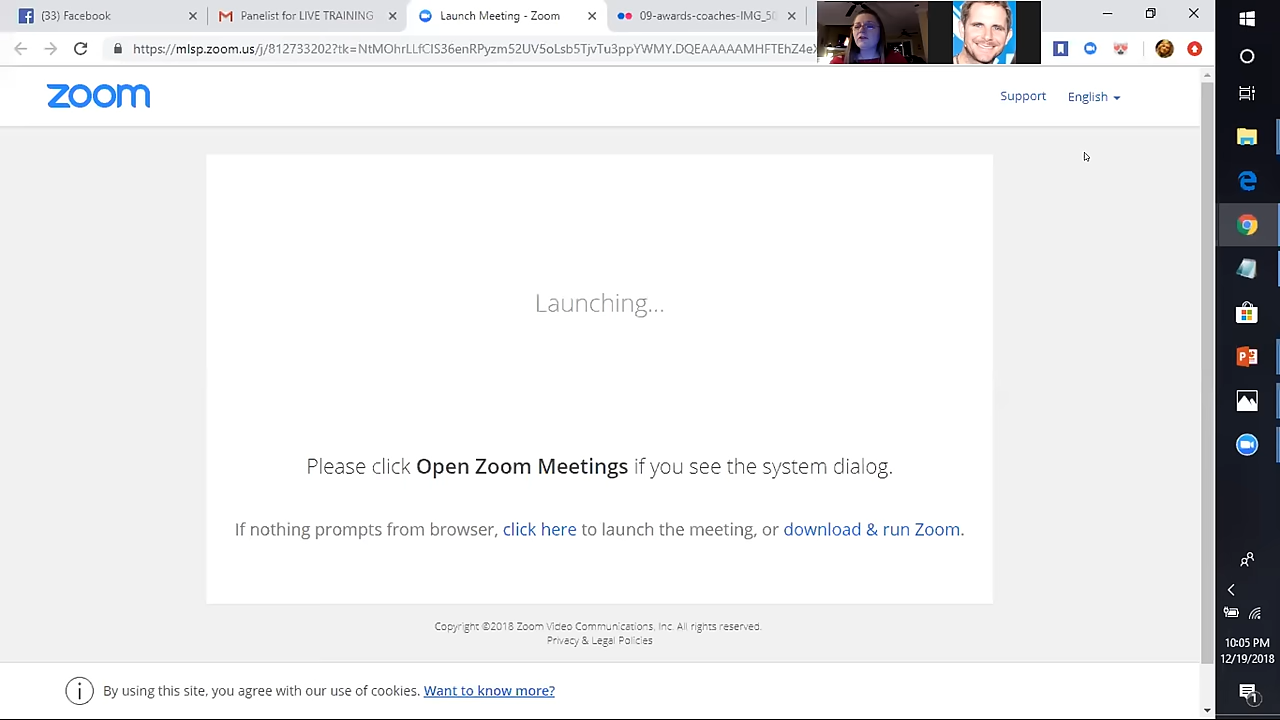 (33) Facebook
Panelist for LIVE TRAINING
Launch Meeting - Zoom
09-awards-coaches-IMG_50
https://mlsp.zoom.us/j/812733202?tk=NtMOhrLLfCIS36enRPyzm52UV5oLsb5TjvTu3ppYWMY.DQEAAAAAMHFTEhZ4e
zoom
Support
English
Launching...
Please click Open Zoom Meetings if you see the system dialog.
If nothing prompts from browser, click here to launch the meeting, or download & run Zoom.
Copyright ©2018 Zoom Video Communications, Inc. All rights reserved.
Privacy & Legal Policies
By using this site, you agree with our use of cookies. Want to know more?
10:05 PM
12/19/2018
1